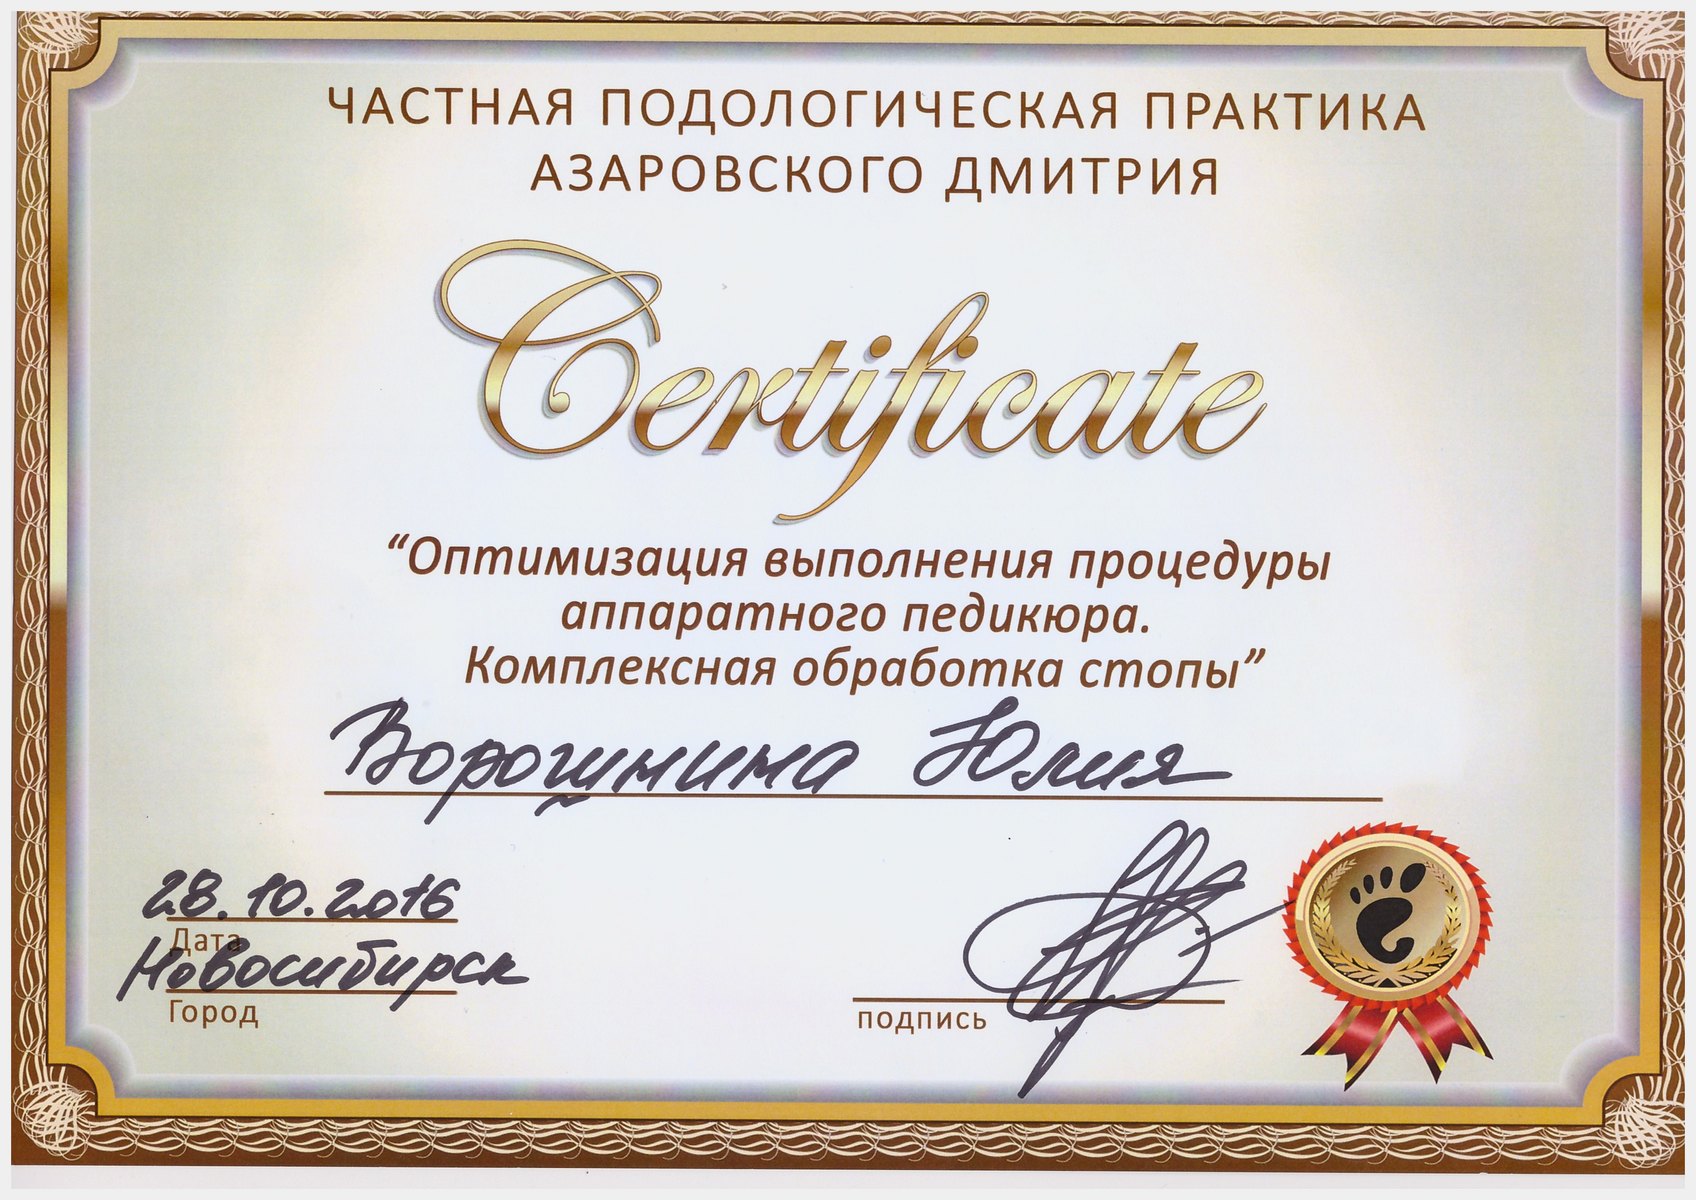 ЧАСТНАЯ ПОДОЛОГИЧЕСКАЯ ПРАКТИКА
АЗАРОВСКОГО ДМИТРИЯ
Certificate
“Оптимизация выполнения процедуры
аппаратного педикюра.
Комплексная обработка стопы”
Ворошнина Юлия
28.10.2016
Дата
Новосибирск
Город
подпись